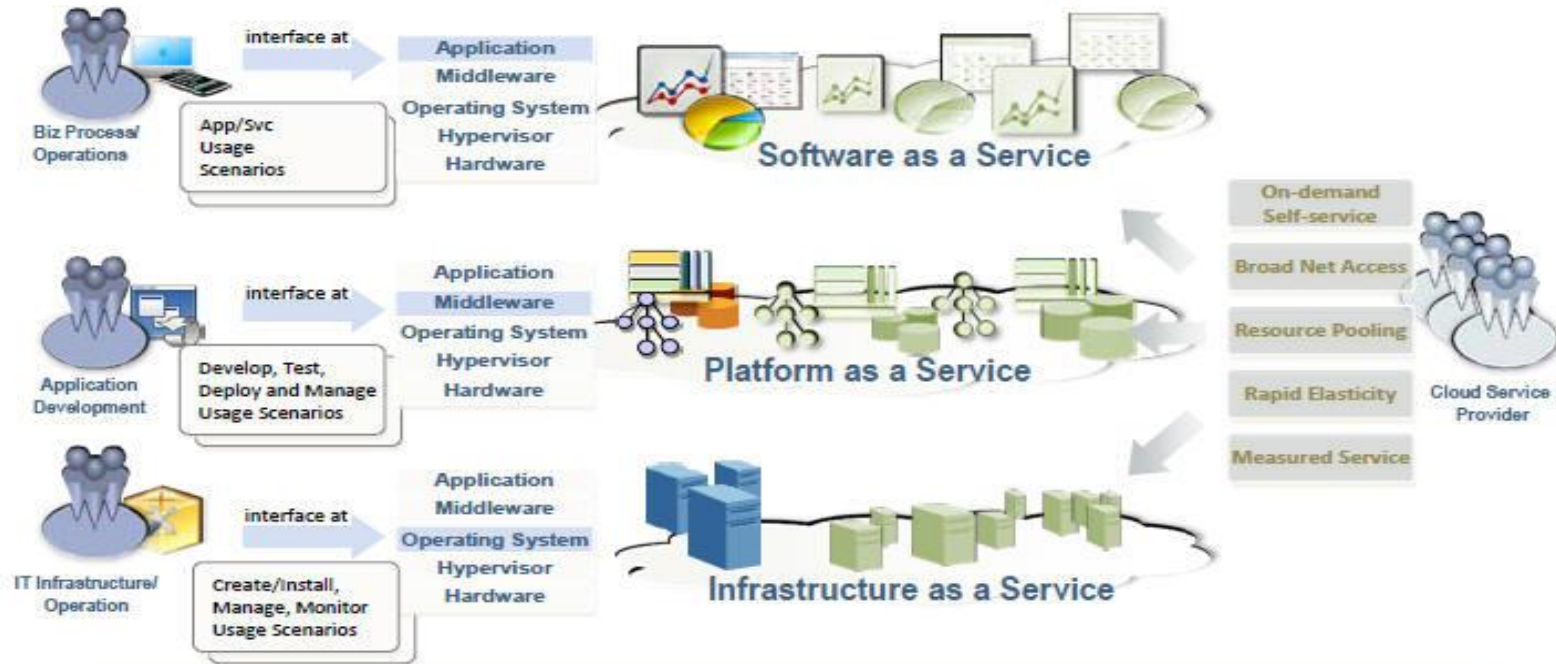 interface at
Application
Middleware
Operating System
Hypervisor
Hardware
Biz Process/
Operations
App/Svc
Usage
Scenarios
Software as a Service
interface at
Application
Middleware
Operating System
Hypervisor
Hardware
Application
Development
Develop, Test,
Deploy and Manage
Usage Scenarios
Platform as a Service
interface at
Application
Middleware
Operating System
Hypervisor
Hardware
IT Infrastructure/
Operation
Create/Install,
Manage, Monitor
Usage Scenarios
Infrastructure as a Service
On-demand
Self-service
Broad Net Access
Resource Pooling
Rapid Elasticity
Measured Service
Cloud Service
Provider